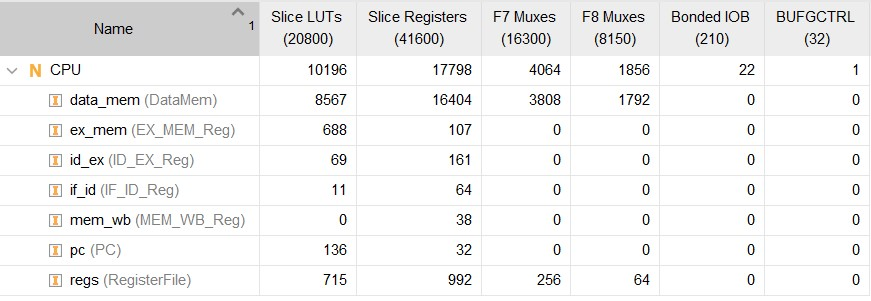 Name 1 Slice LUTs (20800) Slice Registers (41600) F7 Muxes (16300) F8 Muxes (8150) Bonded IOB (210) BUFGCTRL (32)
N CPU 10196 17798 4064 1856 22 1
I data_mem (DataMem) 8567 16404 3808 1792 0 0
I ex_mem (EX_MEM_Reg) 688 107 0 0 0 0
I id_ex (ID_EX_Reg) 69 161 0 0 0 0
I if_id (IF_ID_Reg) 11 64 0 0 0 0
I mem_wb (MEM_WB_Reg) 0 38 0 0 0 0
I pc (PC) 136 32 0 0 0 0
I regs (RegisterFile) 715 992 256 64 0 0